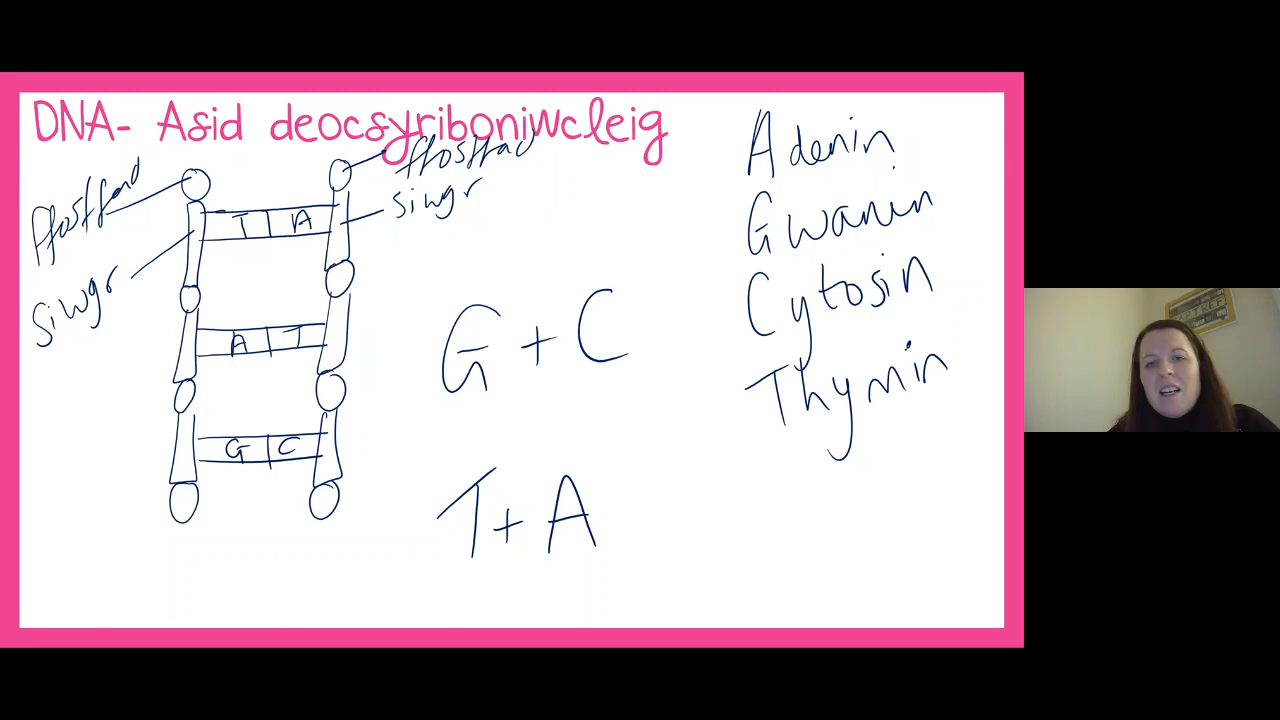 DNA- Asid deocsyriboniwcleig
ffosffad
ffosffad
siwgr
siwgr
T A
A T
G C
G + C
T + A
Adenin
Gwanin
Cytosin
Thymin